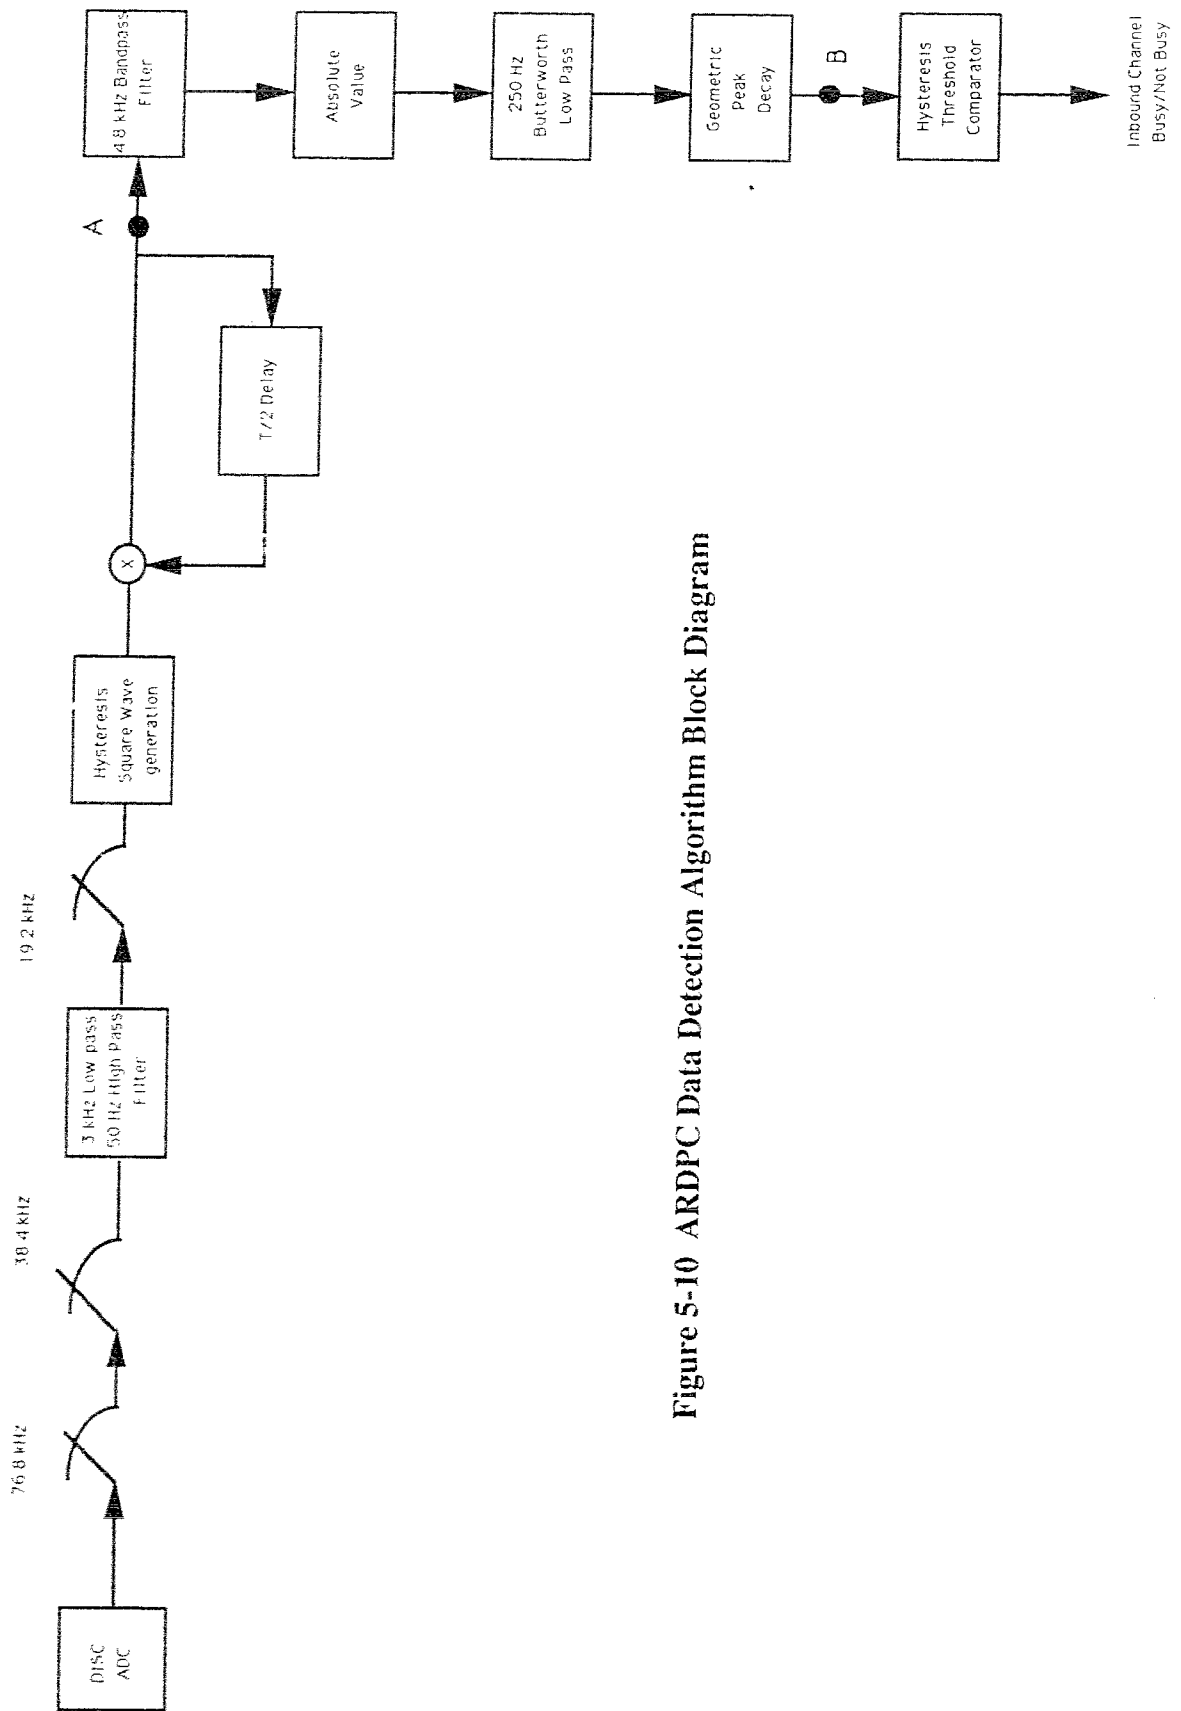 DISC
ADC
76.8 kHz
38.4 kHz
3 kHz Low pass
50 Hz High Pass
Filter
19.2 kHz
Hysteresis
Square Wave
generation
X
T/2 Delay
A
4.8 kHz Bandpass
Filter
Absolute
Value
250 Hz
Butterworth
Low Pass
Geometric
Peak
Decay
B
Hysteresis
Threshold
Comparator
Inbound Channel
Busy/Not Busy
Figure 5-10 ARDPC Data Detection Algorithm Block Diagram